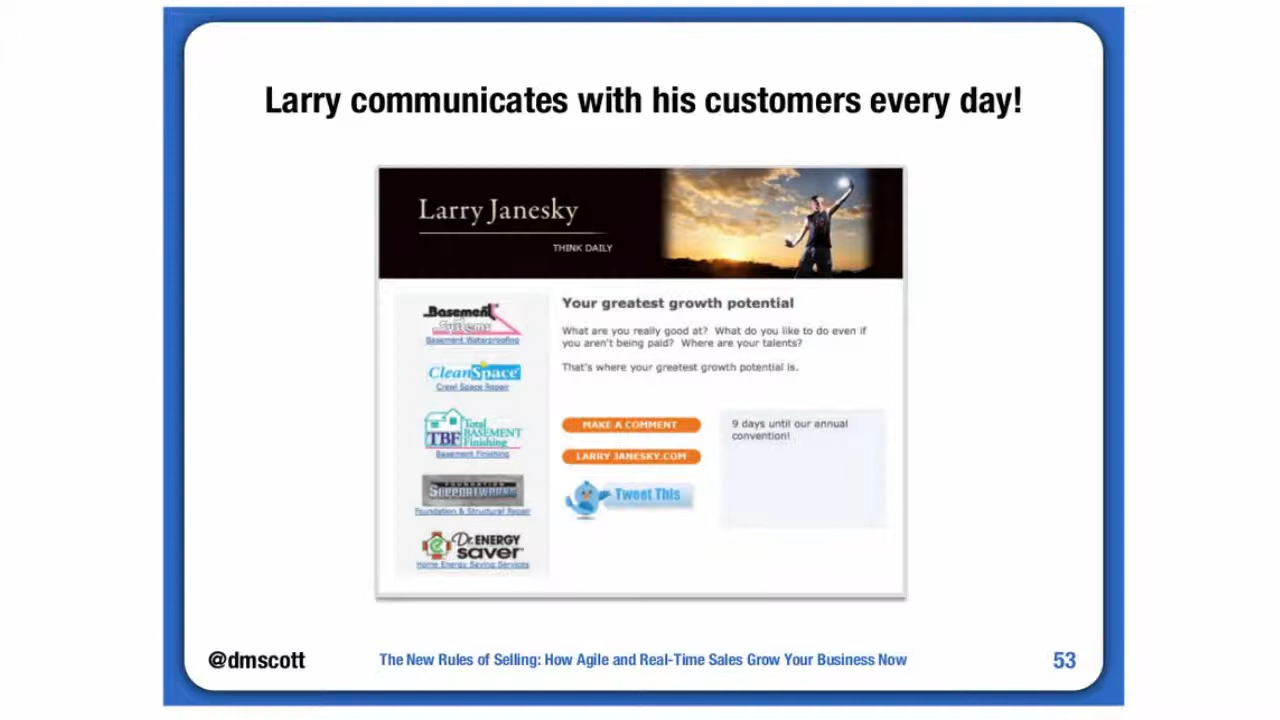 Larry communicates with his customers every day!
Larry Janesky
THINK DAILY
Basement
Systems
Basement Waterproofing
CleanSpace
Crawl Space Repair
Total
TBF BASEMENT
Finishing
Basement Finishing
FOUNDATION
SUPPORTWORKS
Foundation & Structural Repair
Dr. ENERGY
saver
Home Energy Saving Services
Your greatest growth potential
What are you really good at? What do you like to do even if
you aren't being paid? Where are your talents?
That's where your greatest growth potential is.
MAKE A COMMENT
LARRY JANESKY.COM
Tweet This
9 days until our annual
convention!
@dmscott
The New Rules of Selling: How Agile and Real-Time Sales Grow Your Business Now
53